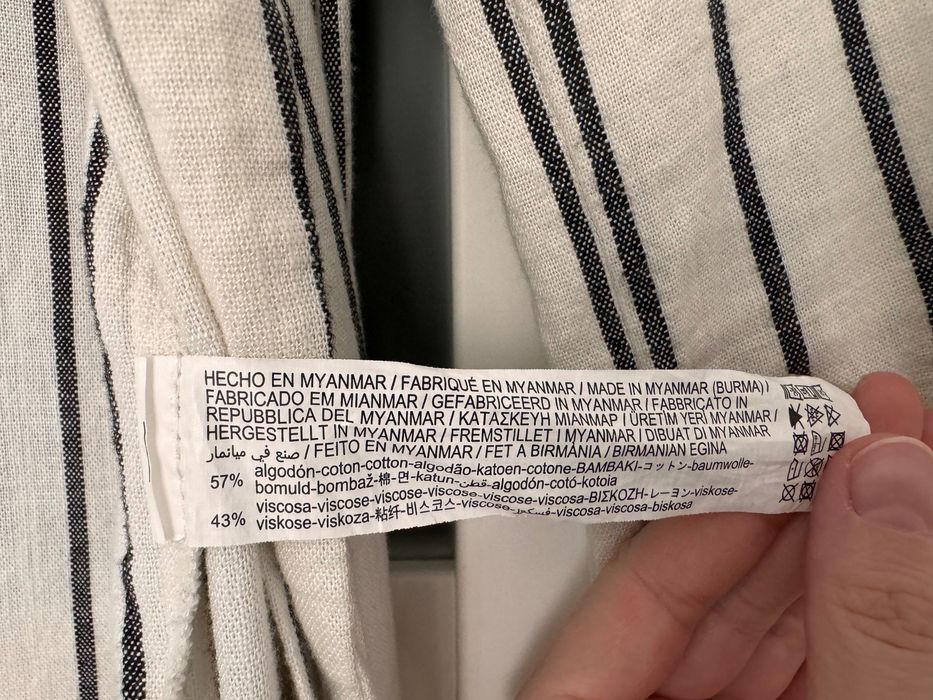 HECHO EN MYANMAR / FABRIQUÉ EN MYANMAR / MADE IN MYANMAR (BURMA) /
FABRICADO EM MIANMAR / GEFABRICEERD IN MYANMAR / FABBRICATO IN
REPUBBLICA DEL MYANMAR / ΚΑΤΑΣΚΕΥΗ ΜΙΑΝΜΑΡ / ÜRETIM YERİ MYANMAR /
HERGESTELLT IN MYANMAR / FREMSTILLET I MYANMAR / DIBUAT DI MYANMAR
صنع في ميانمار / FEITO EN MYANMAR / FET A BIRMÀNIA / BIRMANIAN EGINA
57% algodón-coton-cotton-algodão-katoen-cotone-ΒΑΜΒΑΚΙ-コットン-baumwolle-
bomuld-bombaž-棉-면-katun-قطن-algodón-cotó-kotoia
43% viscosa-viscose-viscose-viscose-viscose-viscosa-ΒΙΣΚΟΖΗ-レーヨン-viskose-
viskose-viskoza-粘纤-비스코스-viscose-فسكوز-viscosa-viscosa-biskosa